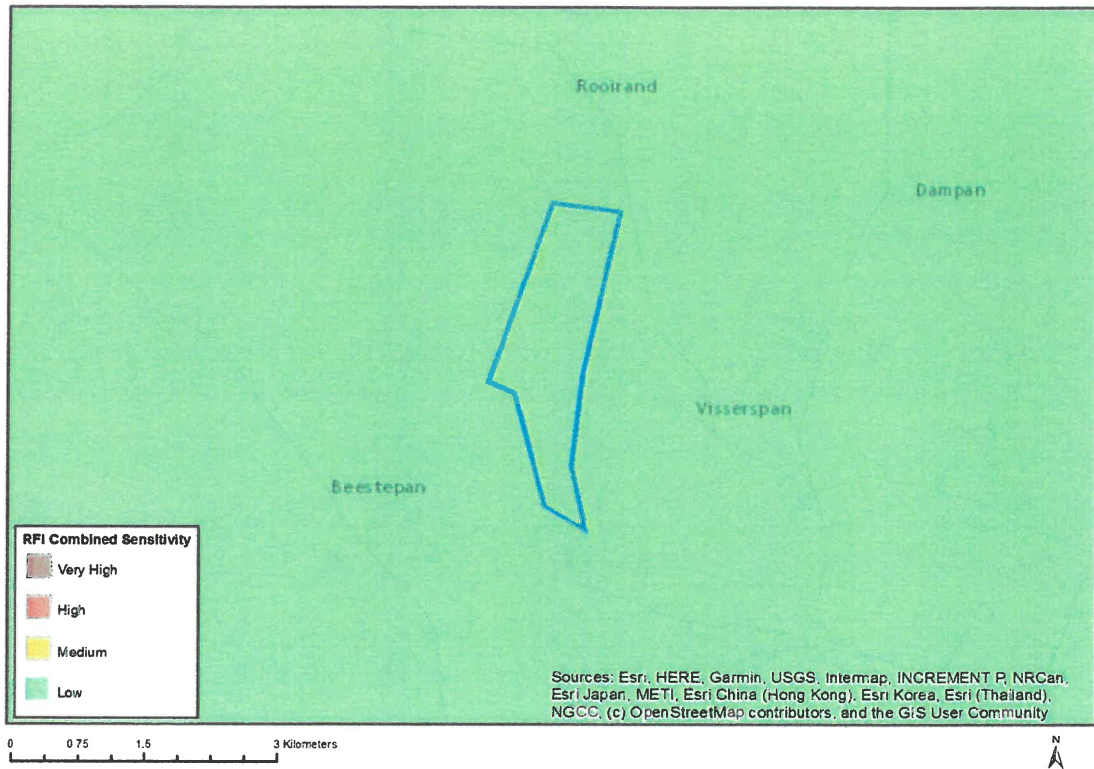 Rooirand
Dampan
Visserspan
Beestepan
RFI Combined Sensitivity
Very High
High
Medium
Low
Sources: Esri, HERE, Garmin, USGS, Intermap, INCREMENT P, NRCan,
Esri Japan, METI, Esri China (Hong Kong), Esri Korea, Esri (Thailand),
NGCC, (c) OpenStreetMap contributors, and the GIS User Community
0 0 75 1.5 3 Kilometers
N